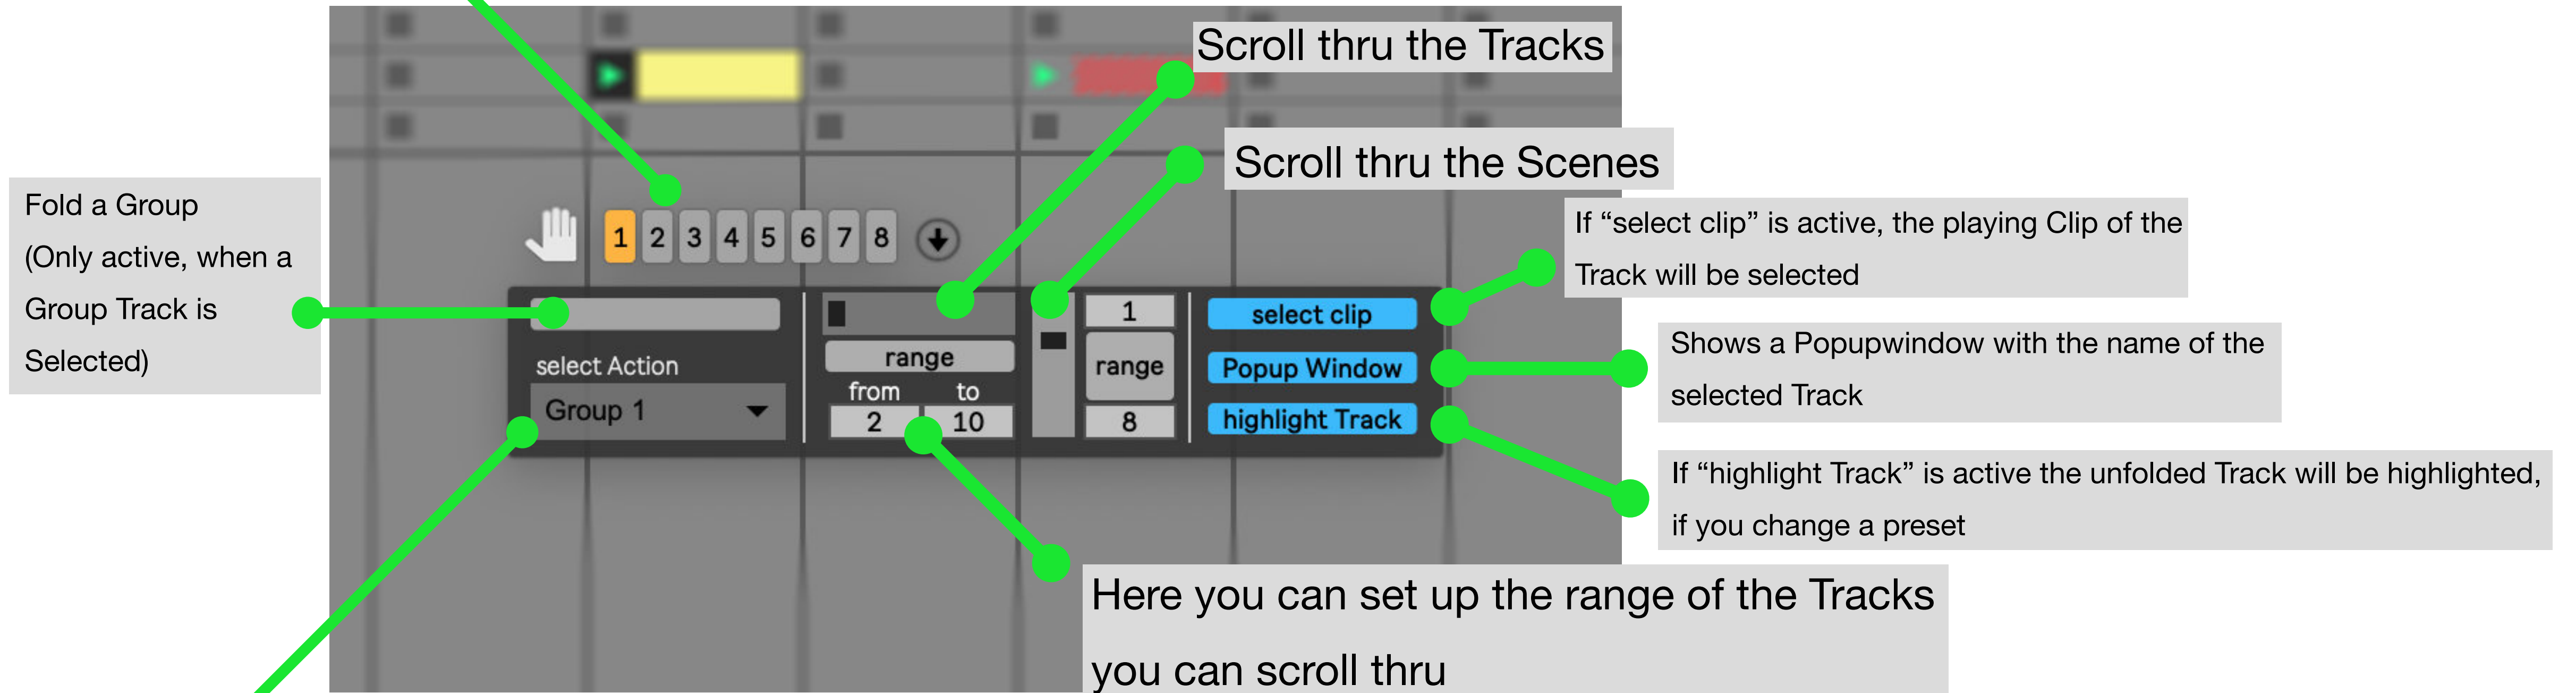 Scroll thru the Tracks
Scroll thru the Scenes
Fold a Group
(Only active, when a
Group Track is
Selected)
If “select clip” is active, the playing Clip of the
Track will be selected
1 2 3 4 5 6 7 8
select Action
Group 1
range
from to
2 10
1
range
8
select clip
Popup Window
highlight Track
Shows a Popupwindow with the name of the
selected Track
If “highlight Track” is active the unfolded Track will be highlighted,
if you change a preset
Here you can set up the range of the Tracks
you can scroll thru